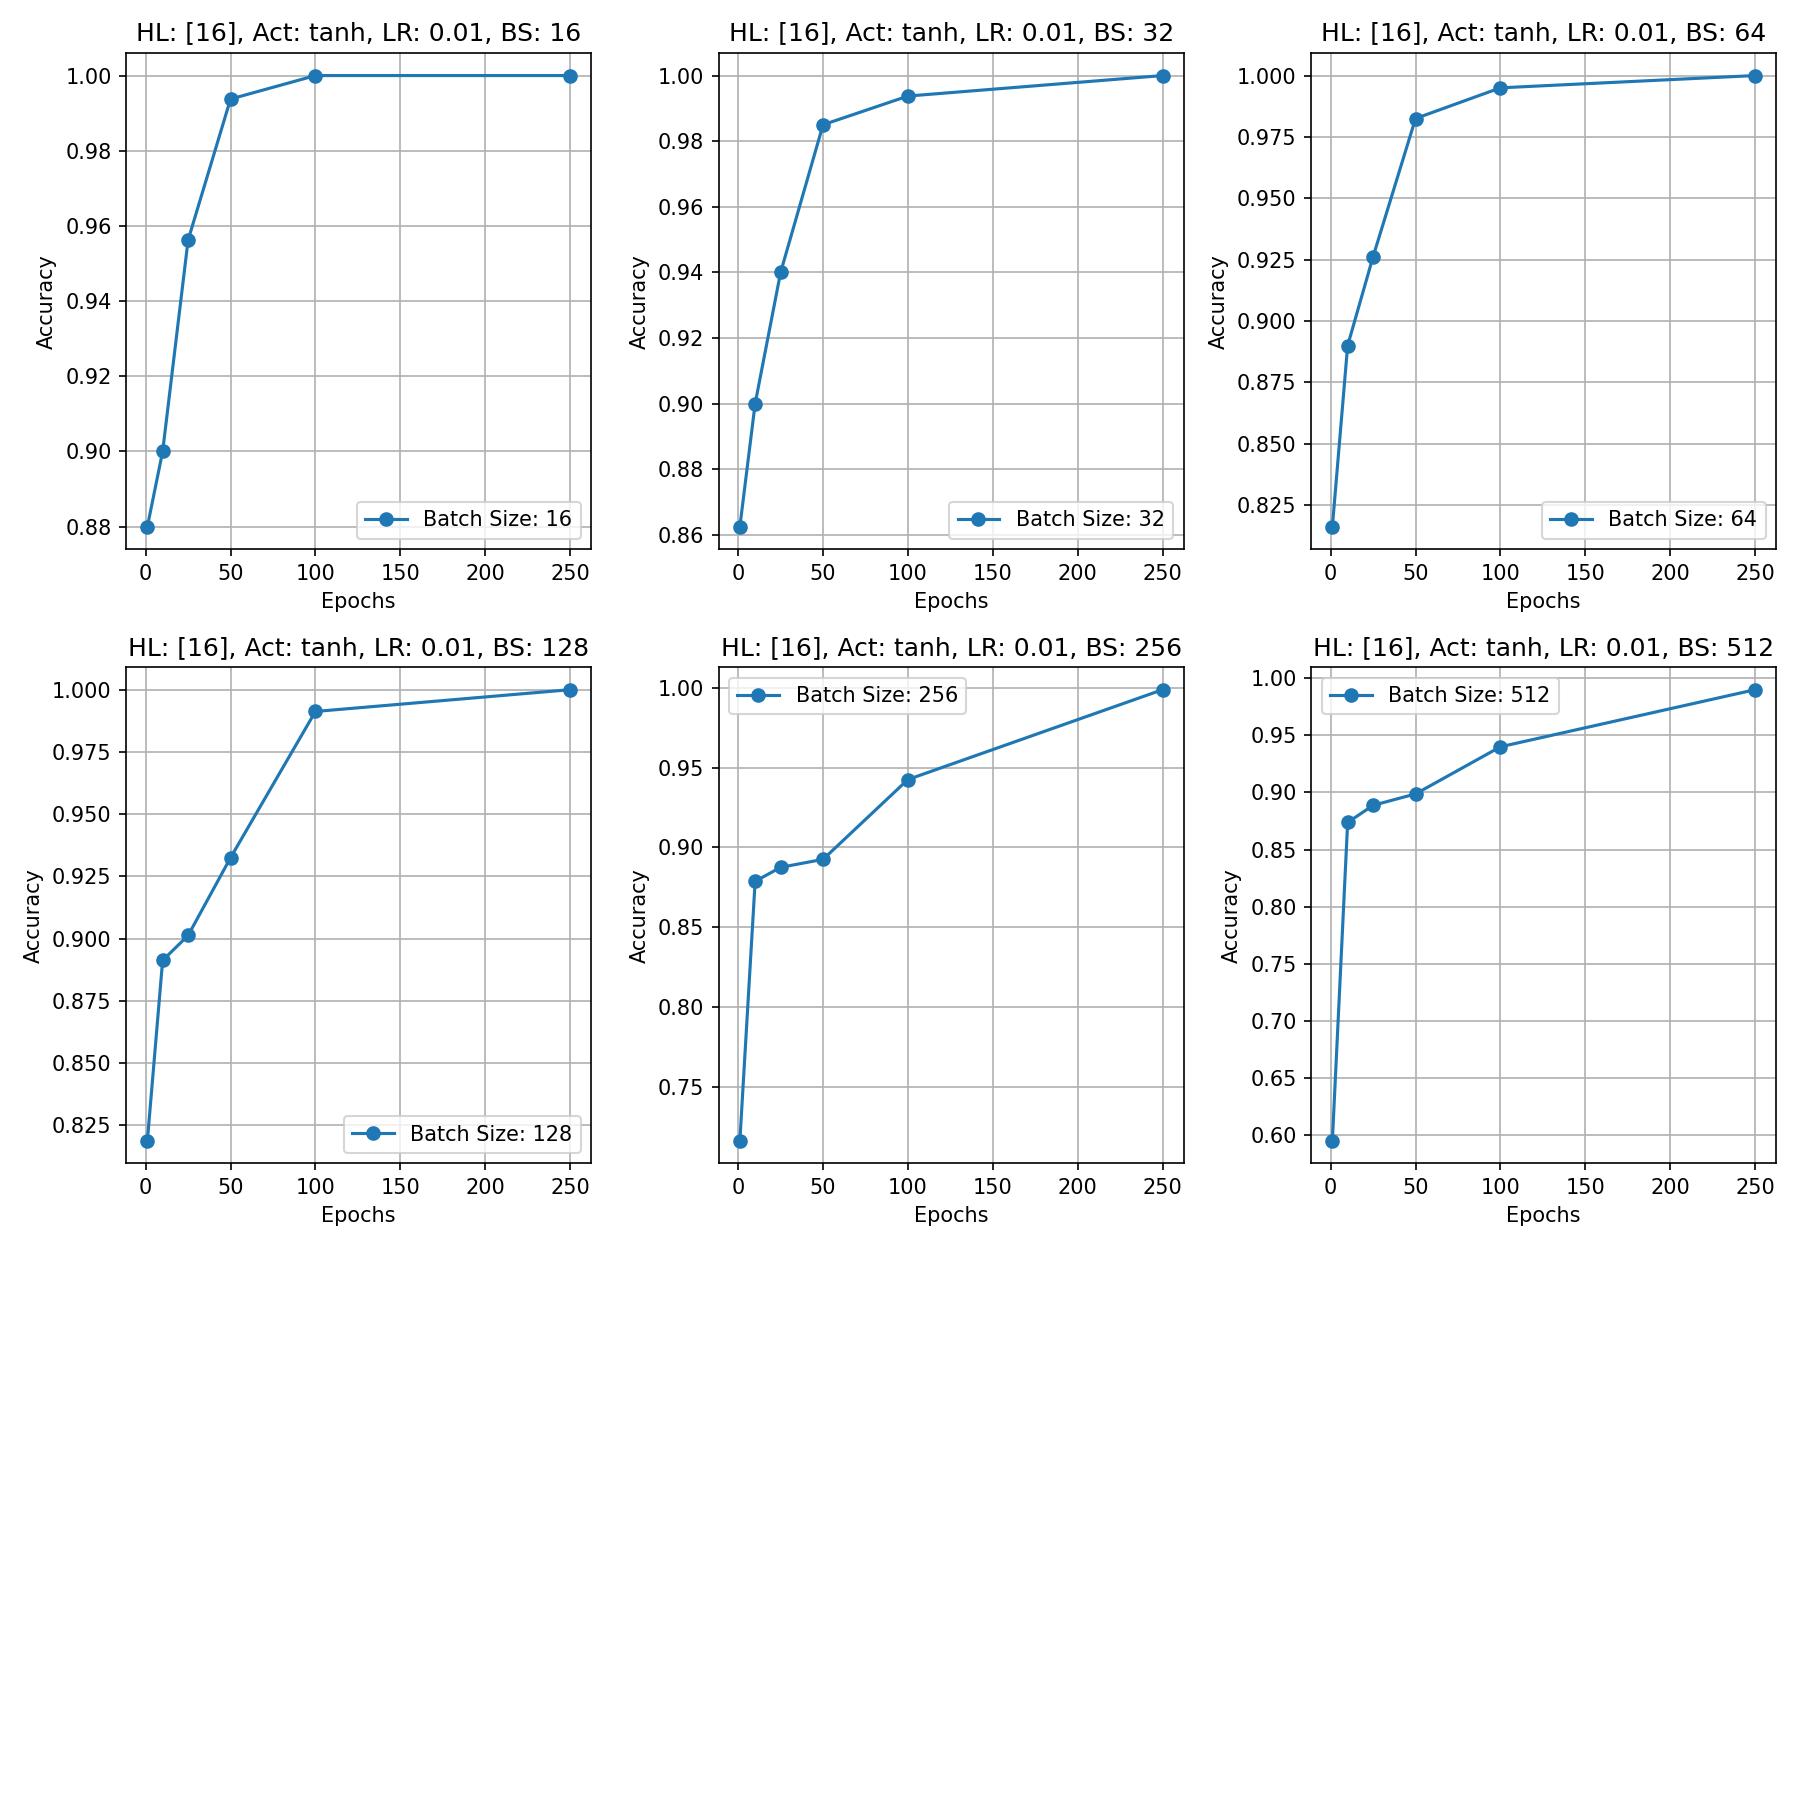 HL: [16], Act: tanh, LR: 0.01, BS: 16
1.00
0.98
0.96
0.94
0.92
0.90
0.88
Accuracy
Batch Size: 16
0 50 100 150 200 250
Epochs
HL: [16], Act: tanh, LR: 0.01, BS: 32
1.00
0.98
0.96
0.94
0.92
0.90
0.88
0.86
Accuracy
Batch Size: 32
0 50 100 150 200 250
Epochs
HL: [16], Act: tanh, LR: 0.01, BS: 64
1.000
0.975
0.950
0.925
0.900
0.875
0.850
0.825
Accuracy
Batch Size: 64
0 50 100 150 200 250
Epochs
HL: [16], Act: tanh, LR: 0.01, BS: 128
1.000
0.975
0.950
0.925
0.900
0.875
0.850
0.825
Accuracy
Batch Size: 128
0 50 100 150 200 250
Epochs
HL: [16], Act: tanh, LR: 0.01, BS: 256
Batch Size: 256
1.00
0.95
0.90
0.85
0.80
0.75
Accuracy
0 50 100 150 200 250
Epochs
HL: [16], Act: tanh, LR: 0.01, BS: 512
Batch Size: 512
1.00
0.95
0.90
0.85
0.80
0.75
0.70
0.65
0.60
Accuracy
0 50 100 150 200 250
Epochs